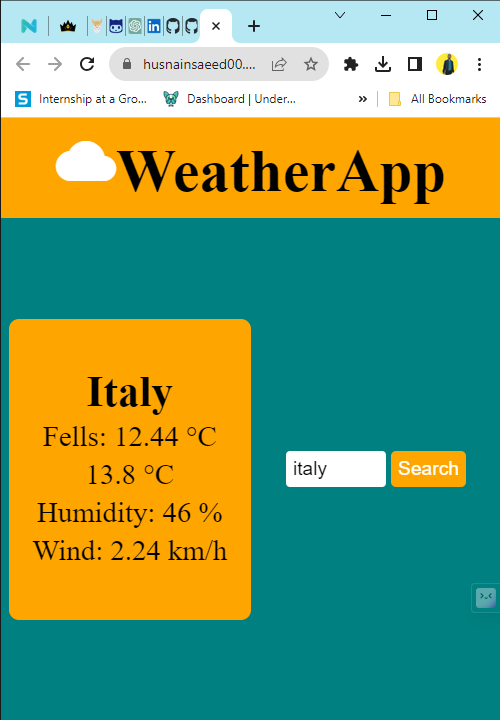 husnainsaeed00....
Internship at a Gro...
Dashboard | Under...
»
All Bookmarks
WeatherApp
Italy
Fells: 12.44 °C
13.8 °C
Humidity: 46 %
Wind: 2.24 km/h
italy
Search